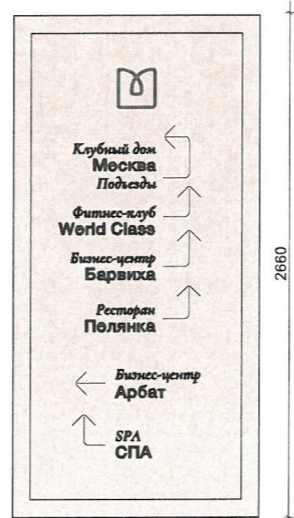 Клубный дом
Москва
Подъезды
Фитнес-клуб
World Class
Бизнес-центр
Барвиха
Ресторан
Полянка
Бизнес-центр
Арбат
SPA
СПА
2660